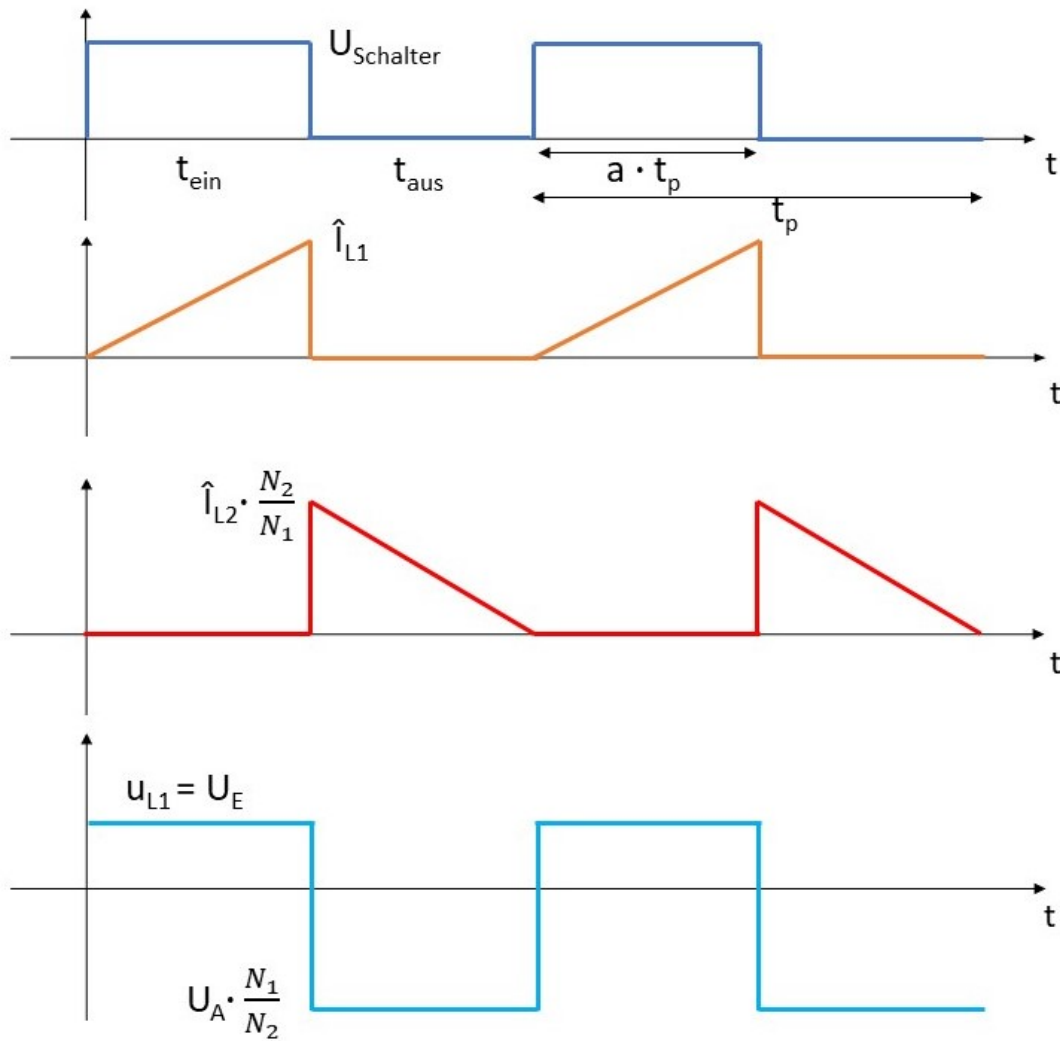 U_Schalter
t
t_ein
t_aus
a · t_p
t_p
Î_L1
t
Î_L2 · N_2/N_1
t
u_L1 = U_E
t
U_A · N_1/N_2